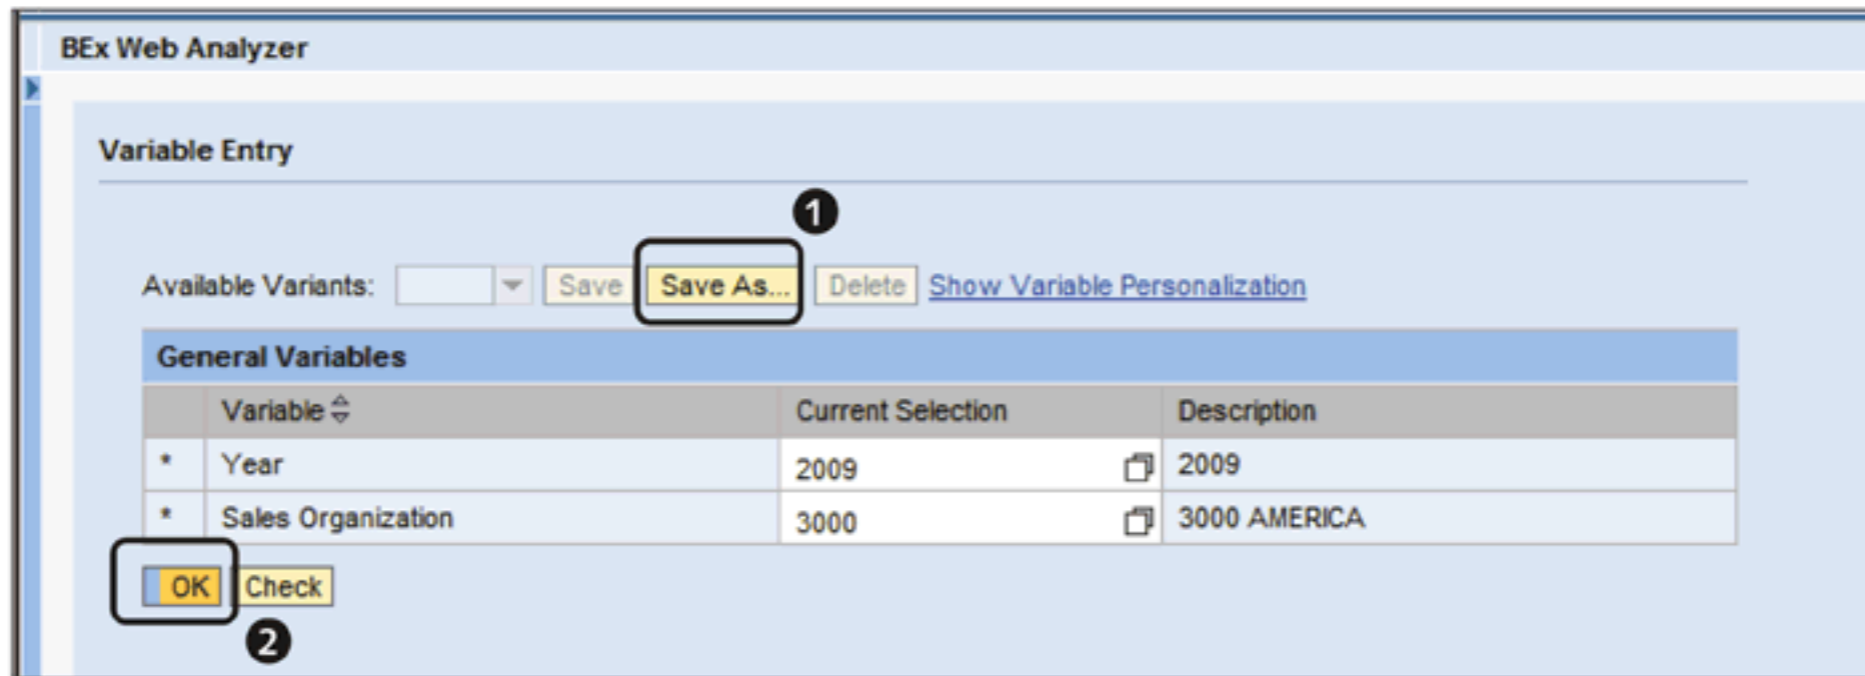 BEx Web Analyzer
Variable Entry
1
Available Variants: Save Save As... Delete Show Variable Personalization
General Variables
Variable Current Selection Description
* Year 2009 2009
* Sales Organization 3000 3000 AMERICA
OK Check
2